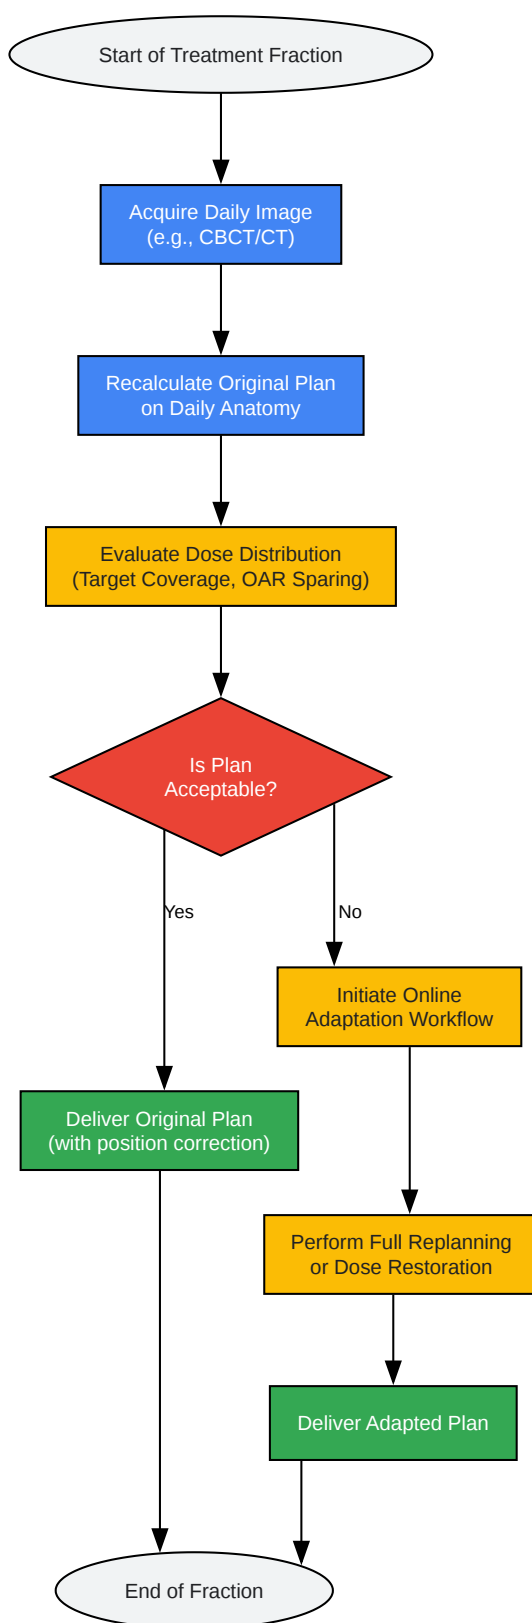 Start of Treatment Fraction
Acquire Daily Image
(e.g., CBCT/CT)
Recalculate Original Plan
on Daily Anatomy
Evaluate Dose Distribution
(Target Coverage, OAR Sparing)
Is Plan
Acceptable?
Yes
No
Initiate Online
Adaptation Workflow
Deliver Original Plan
(with position correction)
Perform Full Replanning
or Dose Restoration
Deliver Adapted Plan
End of Fraction